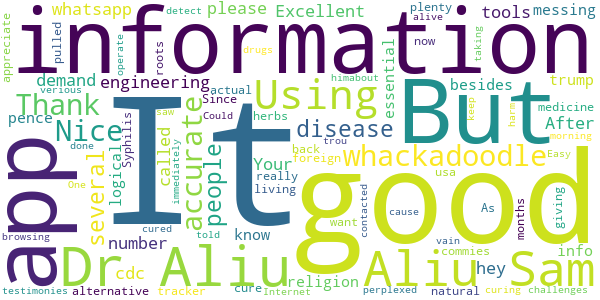 appreciate whatsapp please Excellent tools plenty alive detect messing
information
demand operate pulled roots verious engineering Using essential besides now taking trump
app It But
Thank accurate Since actual Could herbs himabout drugs
pence Nice logically called saw disease medicine After
several done Syphilis people immediately Your back foreign trou whackadoodle keep harm morning Easy
One number cured really living know told good want usa commies As months giving info
Dr Aliu Aliu Sam
browsing cdc religion contacted cause hey natural
testimonies alternative tracker cure Internet vain perplexed curing challenges